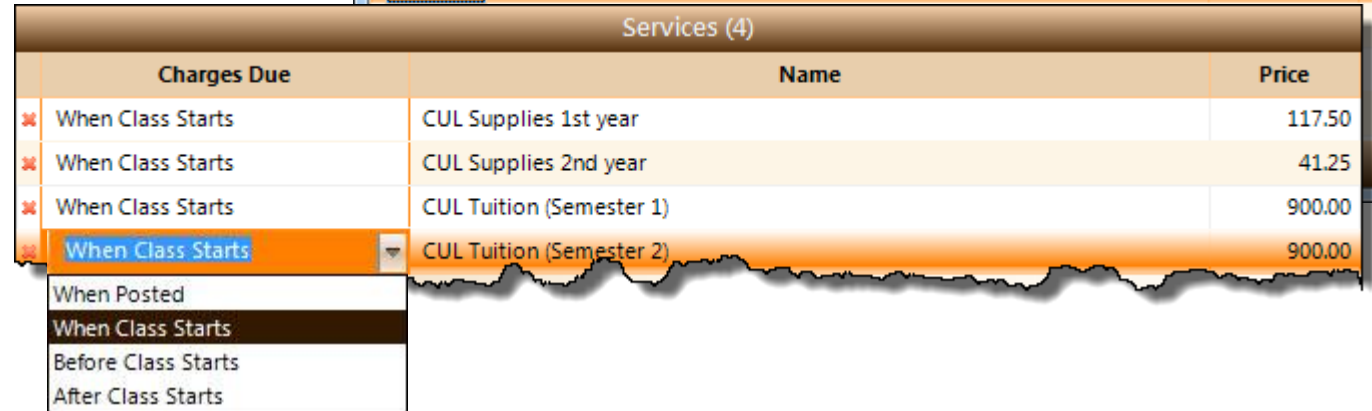 Services (4)
Charges Due Name Price
When Class Starts CUL Supplies 1st year 117.50
When Class Starts CUL Supplies 2nd year 41.25
When Class Starts CUL Tuition (Semester 1) 900.00
When Class Starts CUL Tuition (Semester 2) 900.00
When Posted
When Class Starts
Before Class Starts
After Class Starts